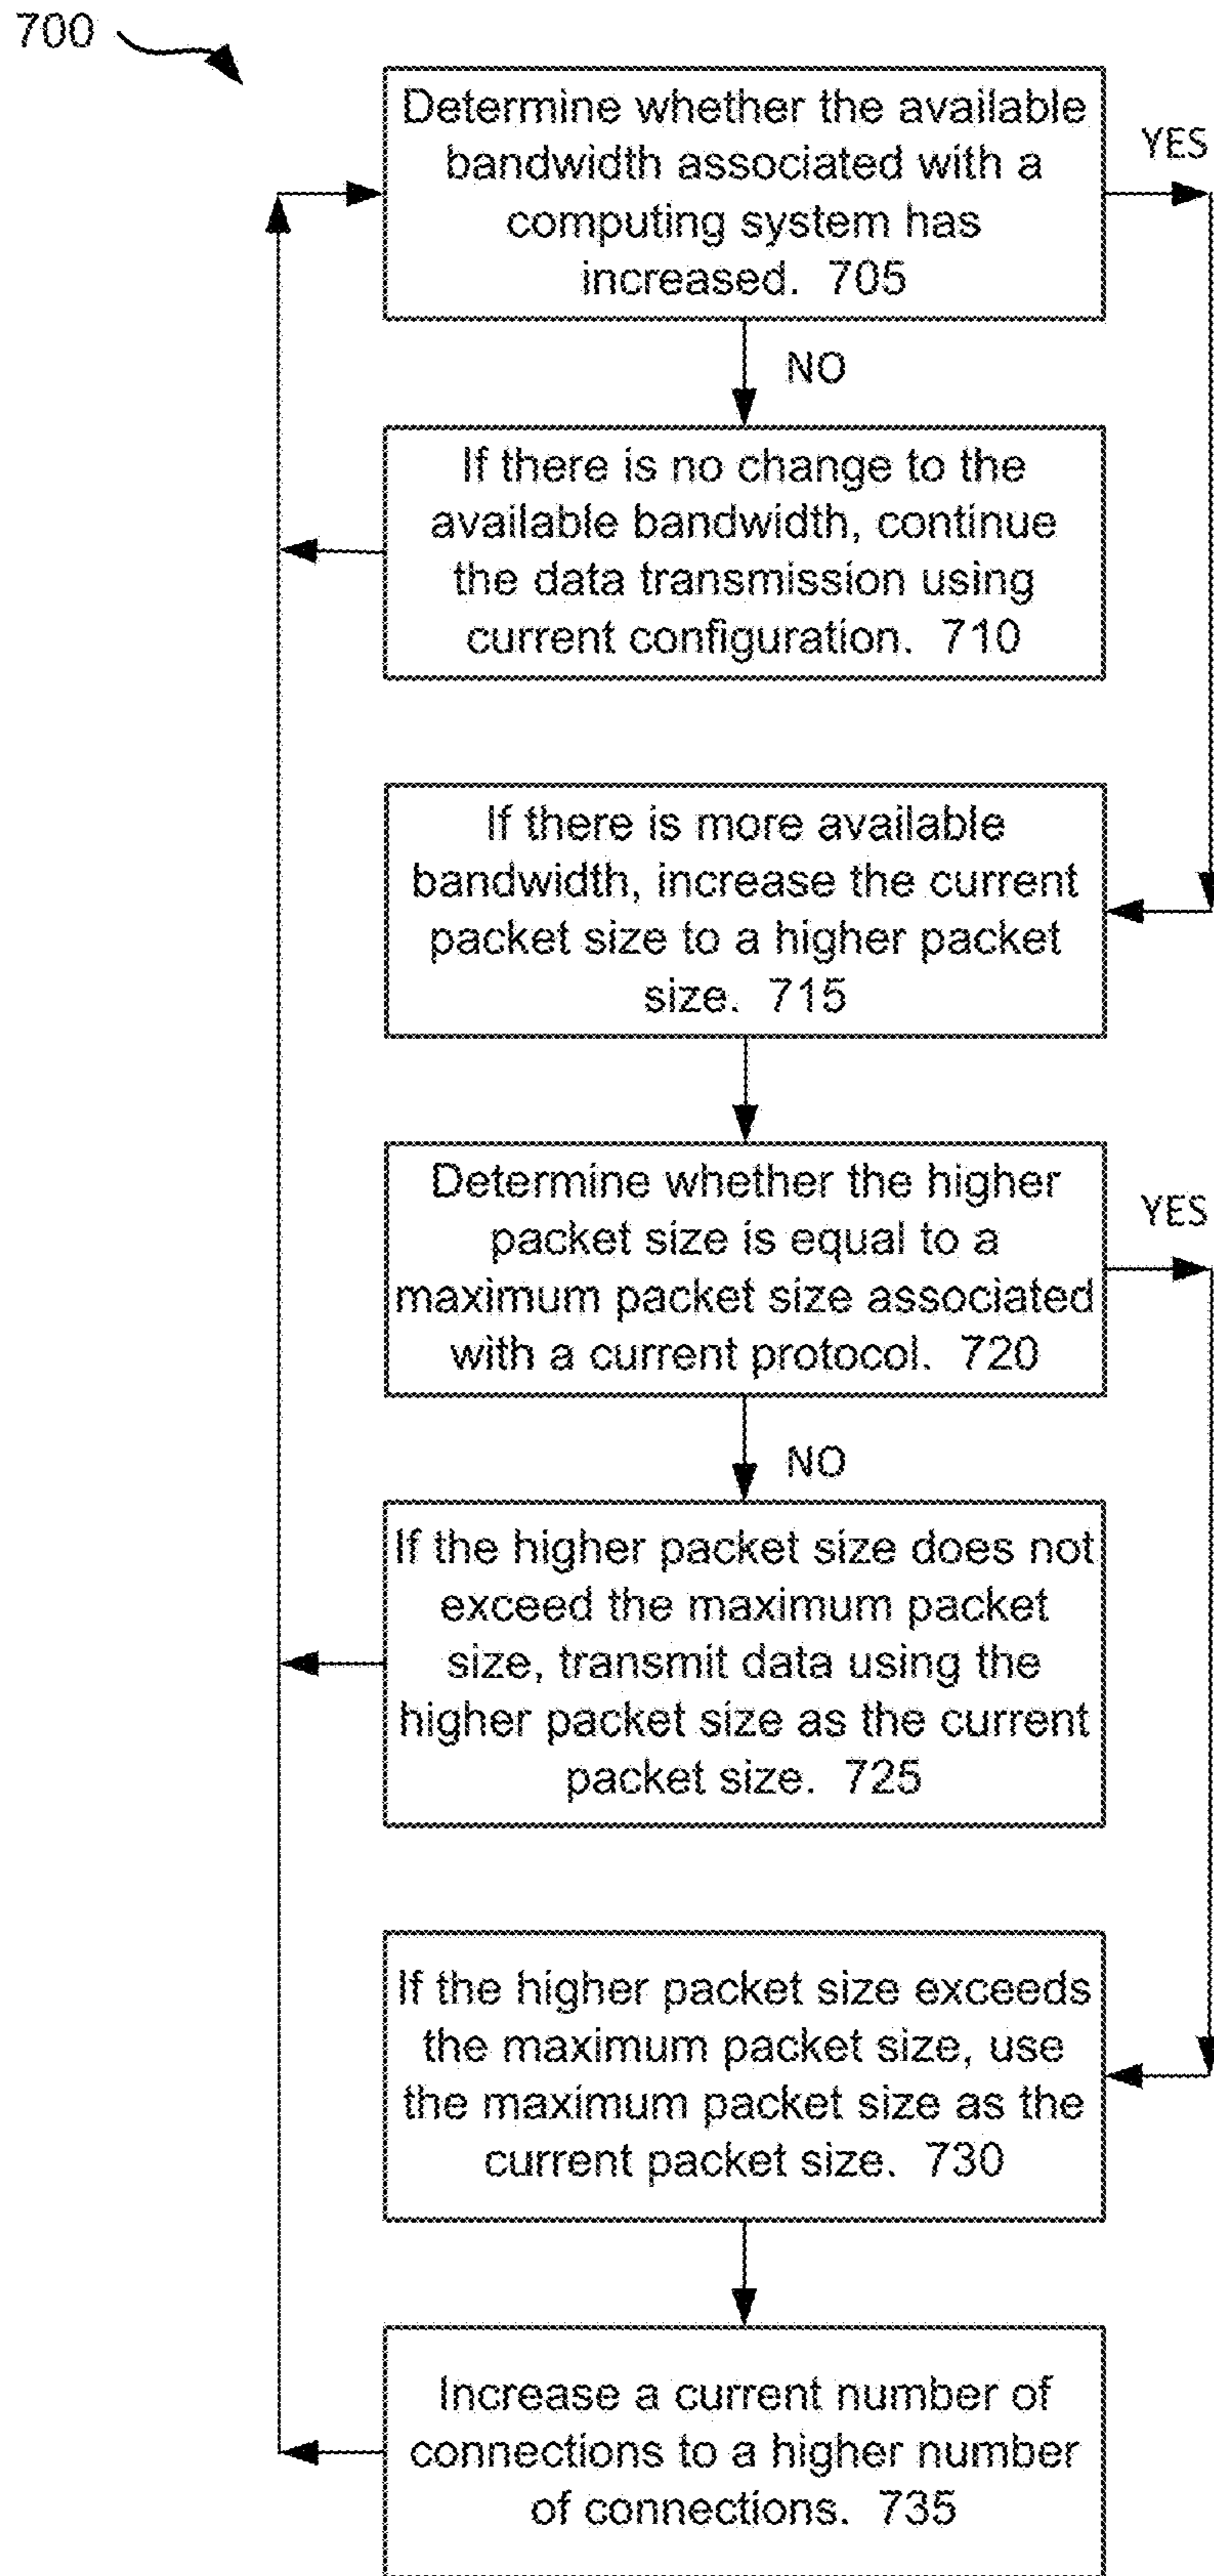 700
Determine whether the available
bandwidth associated with a
computing system has
increased. 705
YES
NO
If there is no change to the
available bandwidth, continue
the data transmission using
current configuration. 710
If there is more available
bandwidth, increase the current
packet size to a higher packet
size. 715
Determine whether the higher
packet size is equal to a
maximum packet size associated
with a current protocol. 720
YES
NO
If the higher packet size does not
exceed the maximum packet
size, transmit data using the
higher packet size as the current
packet size. 725
If the higher packet size exceeds
the maximum packet size, use
the maximum packet size as the
current packet size. 730
Increase a current number of
connections to a higher number
of connections. 735